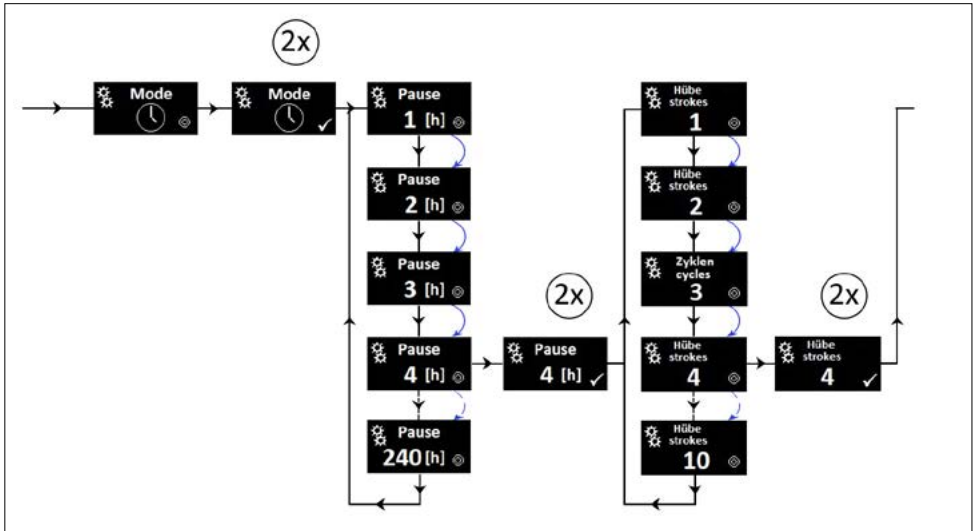 2x
Mode
Mode
Pause
1 [h]
Pause
2 [h]
Pause
3 [h]
Pause
4 [h]
Pause
240 [h]
2x
Pause
4 [h]
Hübe
strokes
1
Hübe
strokes
2
Zyklen
cycles
3
Hübe
strokes
4
Hübe
strokes
10
2x
Hübe
strokes
4